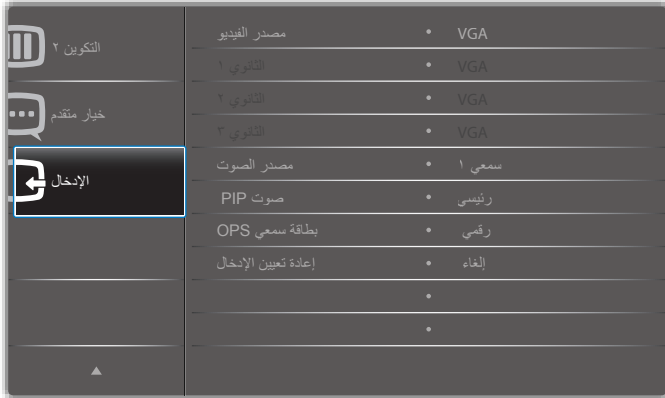 التكوين ٢
خيار متقدم
الإدخال
مصدر الفيديو • VGA
الثانوي ١ • VGA
الثانوي ٢ • VGA
الثانوي ٣ • VGA
مصدر الصوت • سمعي ١
صوت PIP • رئيسي
بطاقة سمعي OPS • رقمي
إعادة تعيين الإدخال • إلغاء